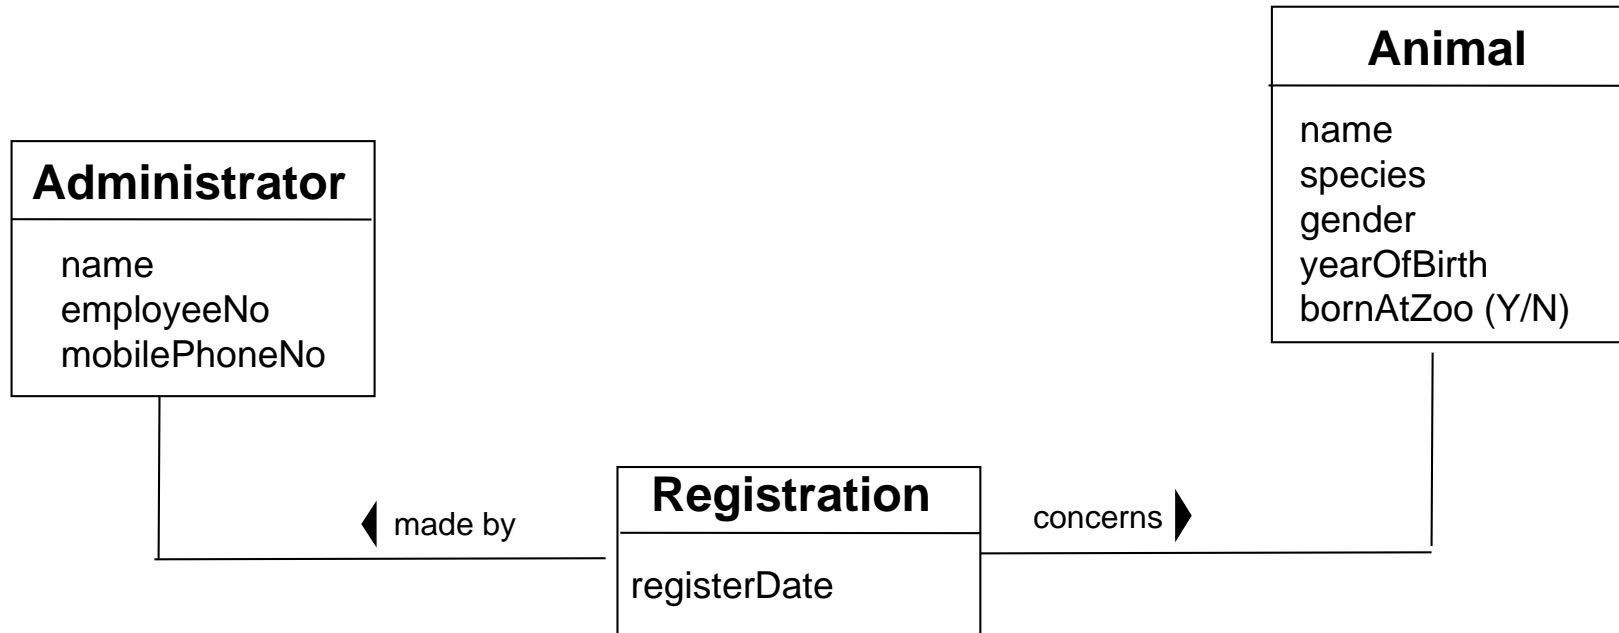 Animal
name
species
gender
yearOfBirth
bornAtZoo (Y/N)
Administrator
name
employeeNo
mobilePhoneNo
made by
Registration
registerDate
concerns